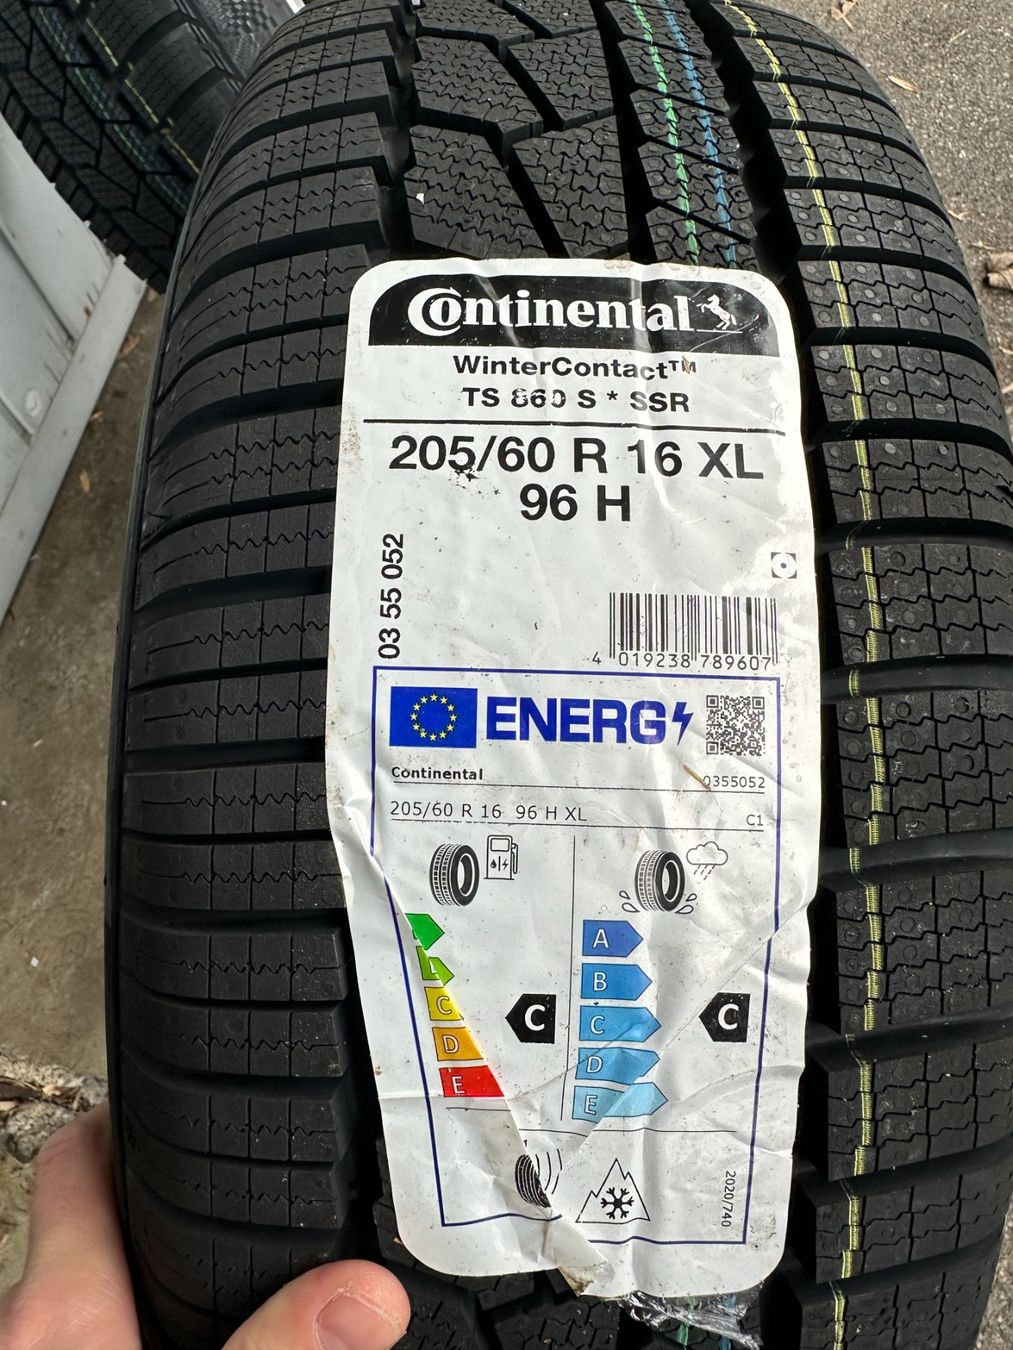 Continental
WinterContact™
TS 860 S * SSR
205/60 R 16 XL
96 H
03 55 052
4 019238 789607
ENERG
Continental 0355052
205/60 R 16 96 H XL C1
A
B
C C
C C
D D
E E
2020/740